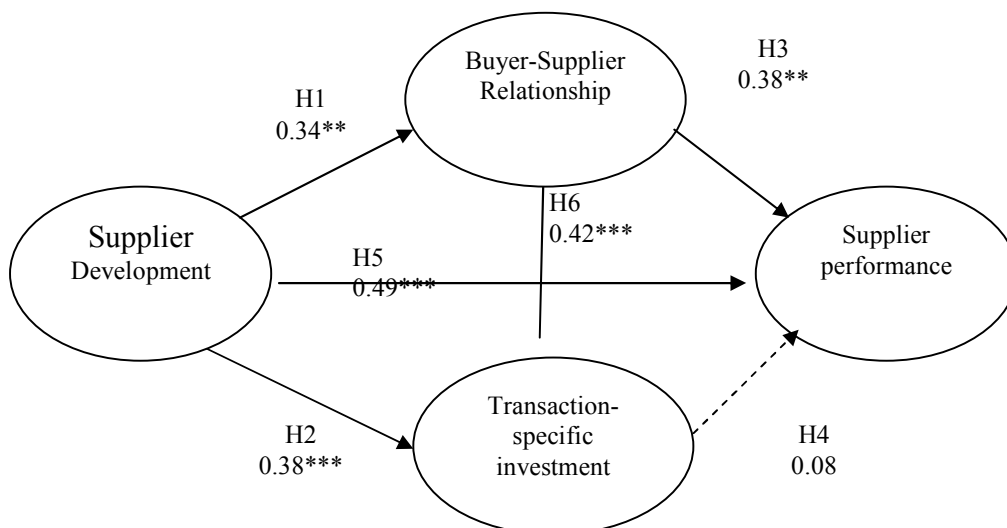 Buyer-Supplier
Relationship
H3
0.38**
H1
0.34**
H6
0.42***
Supplier
Development
H5
0.49***
Supplier
performance
Transaction-
specific
investment
H2
0.38***
H4
0.08